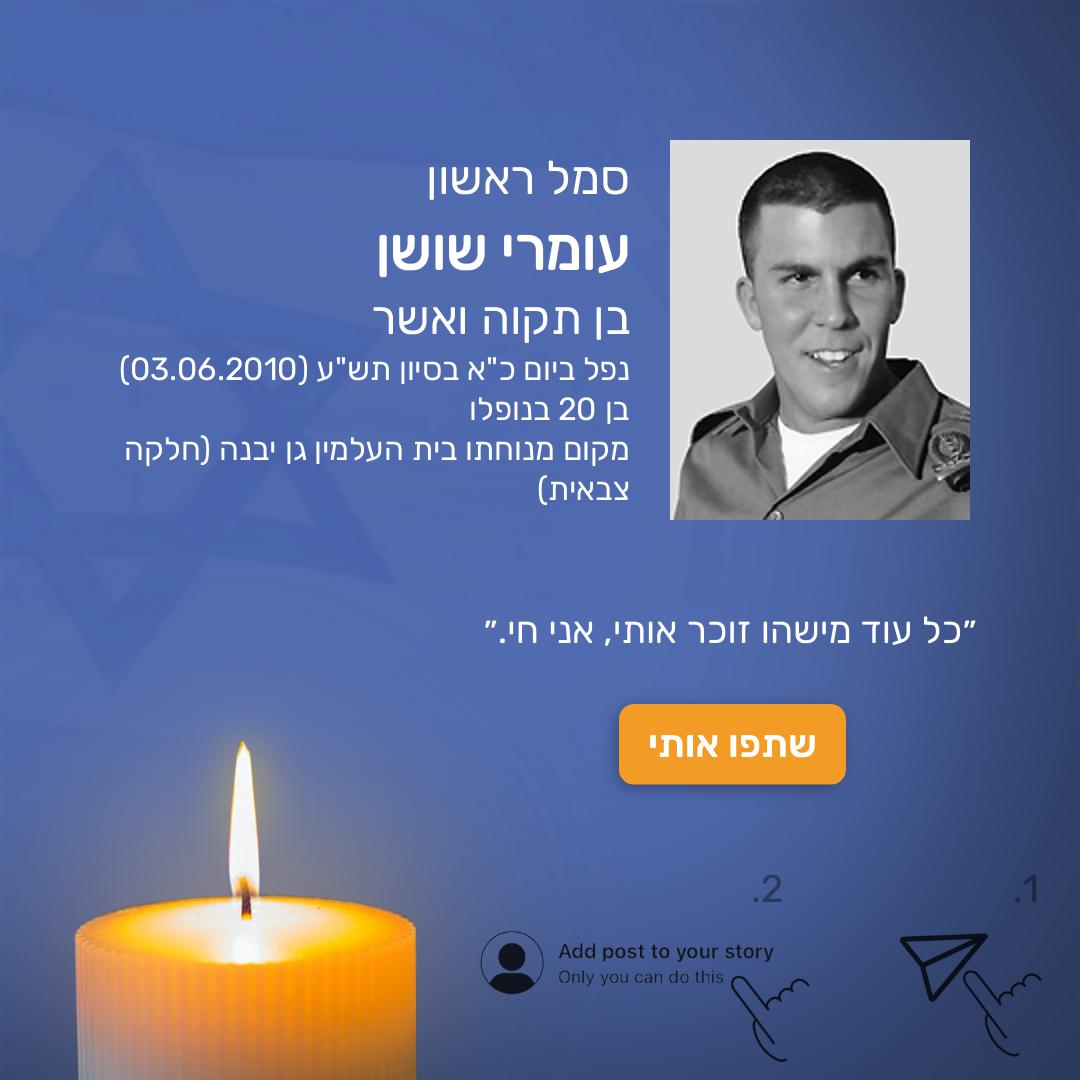 סמל ראשון
עומרי שושן
בן תקוה ואשר
נפל ביום כ"א בסיון תש"ע (03.06.2010)
בן 20 בנופלו
מקום מנוחתו בית העלמין גן יבנה (חלקה
צבאית)
״כל עוד מישהו זוכר אותי, אני חי.״
שתפו אותי
1.
2.
Add post to your story
Only you can do this